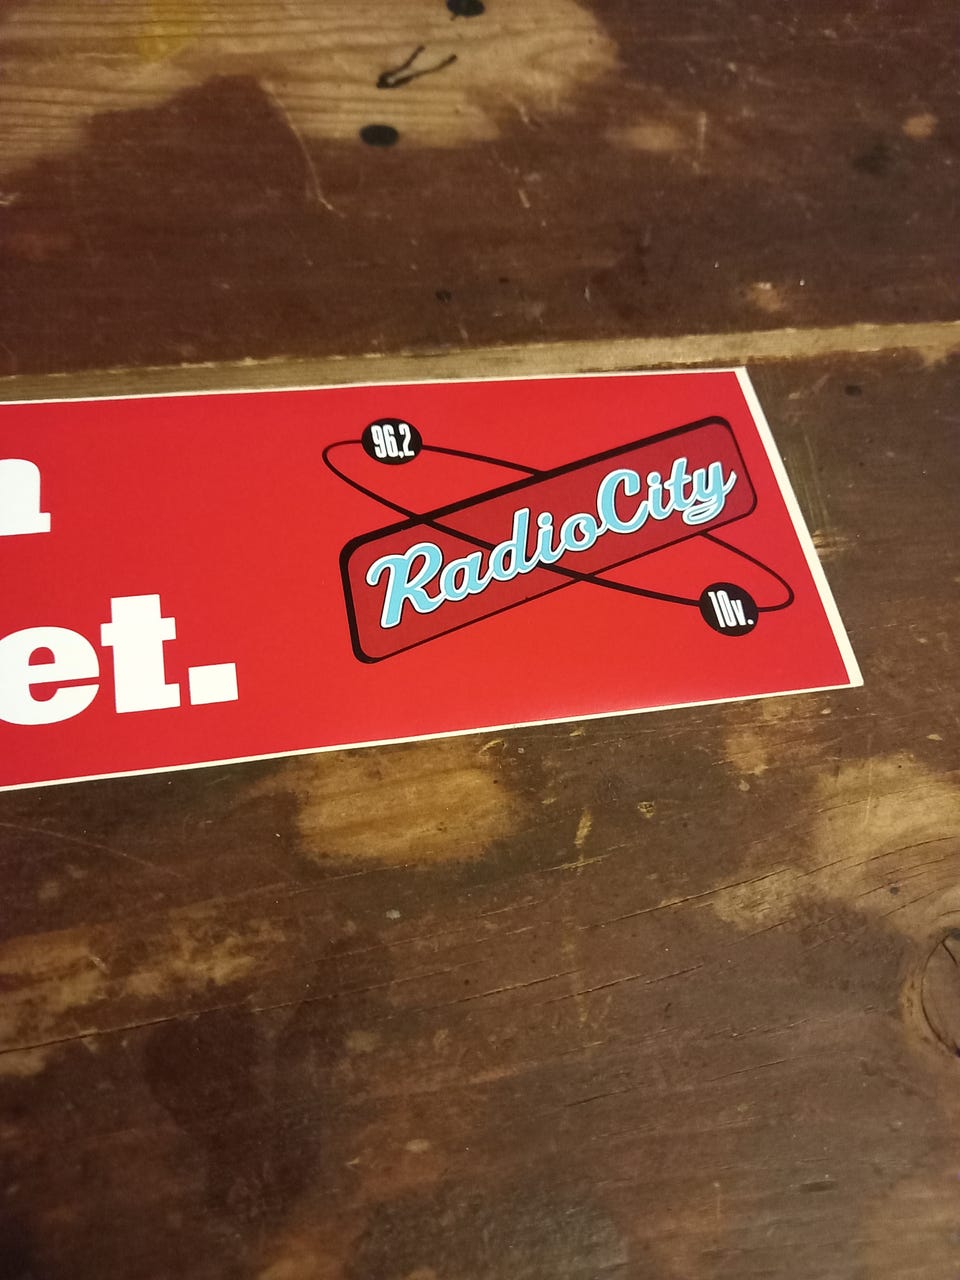 n
et.
96,2
RadioCity
10v.